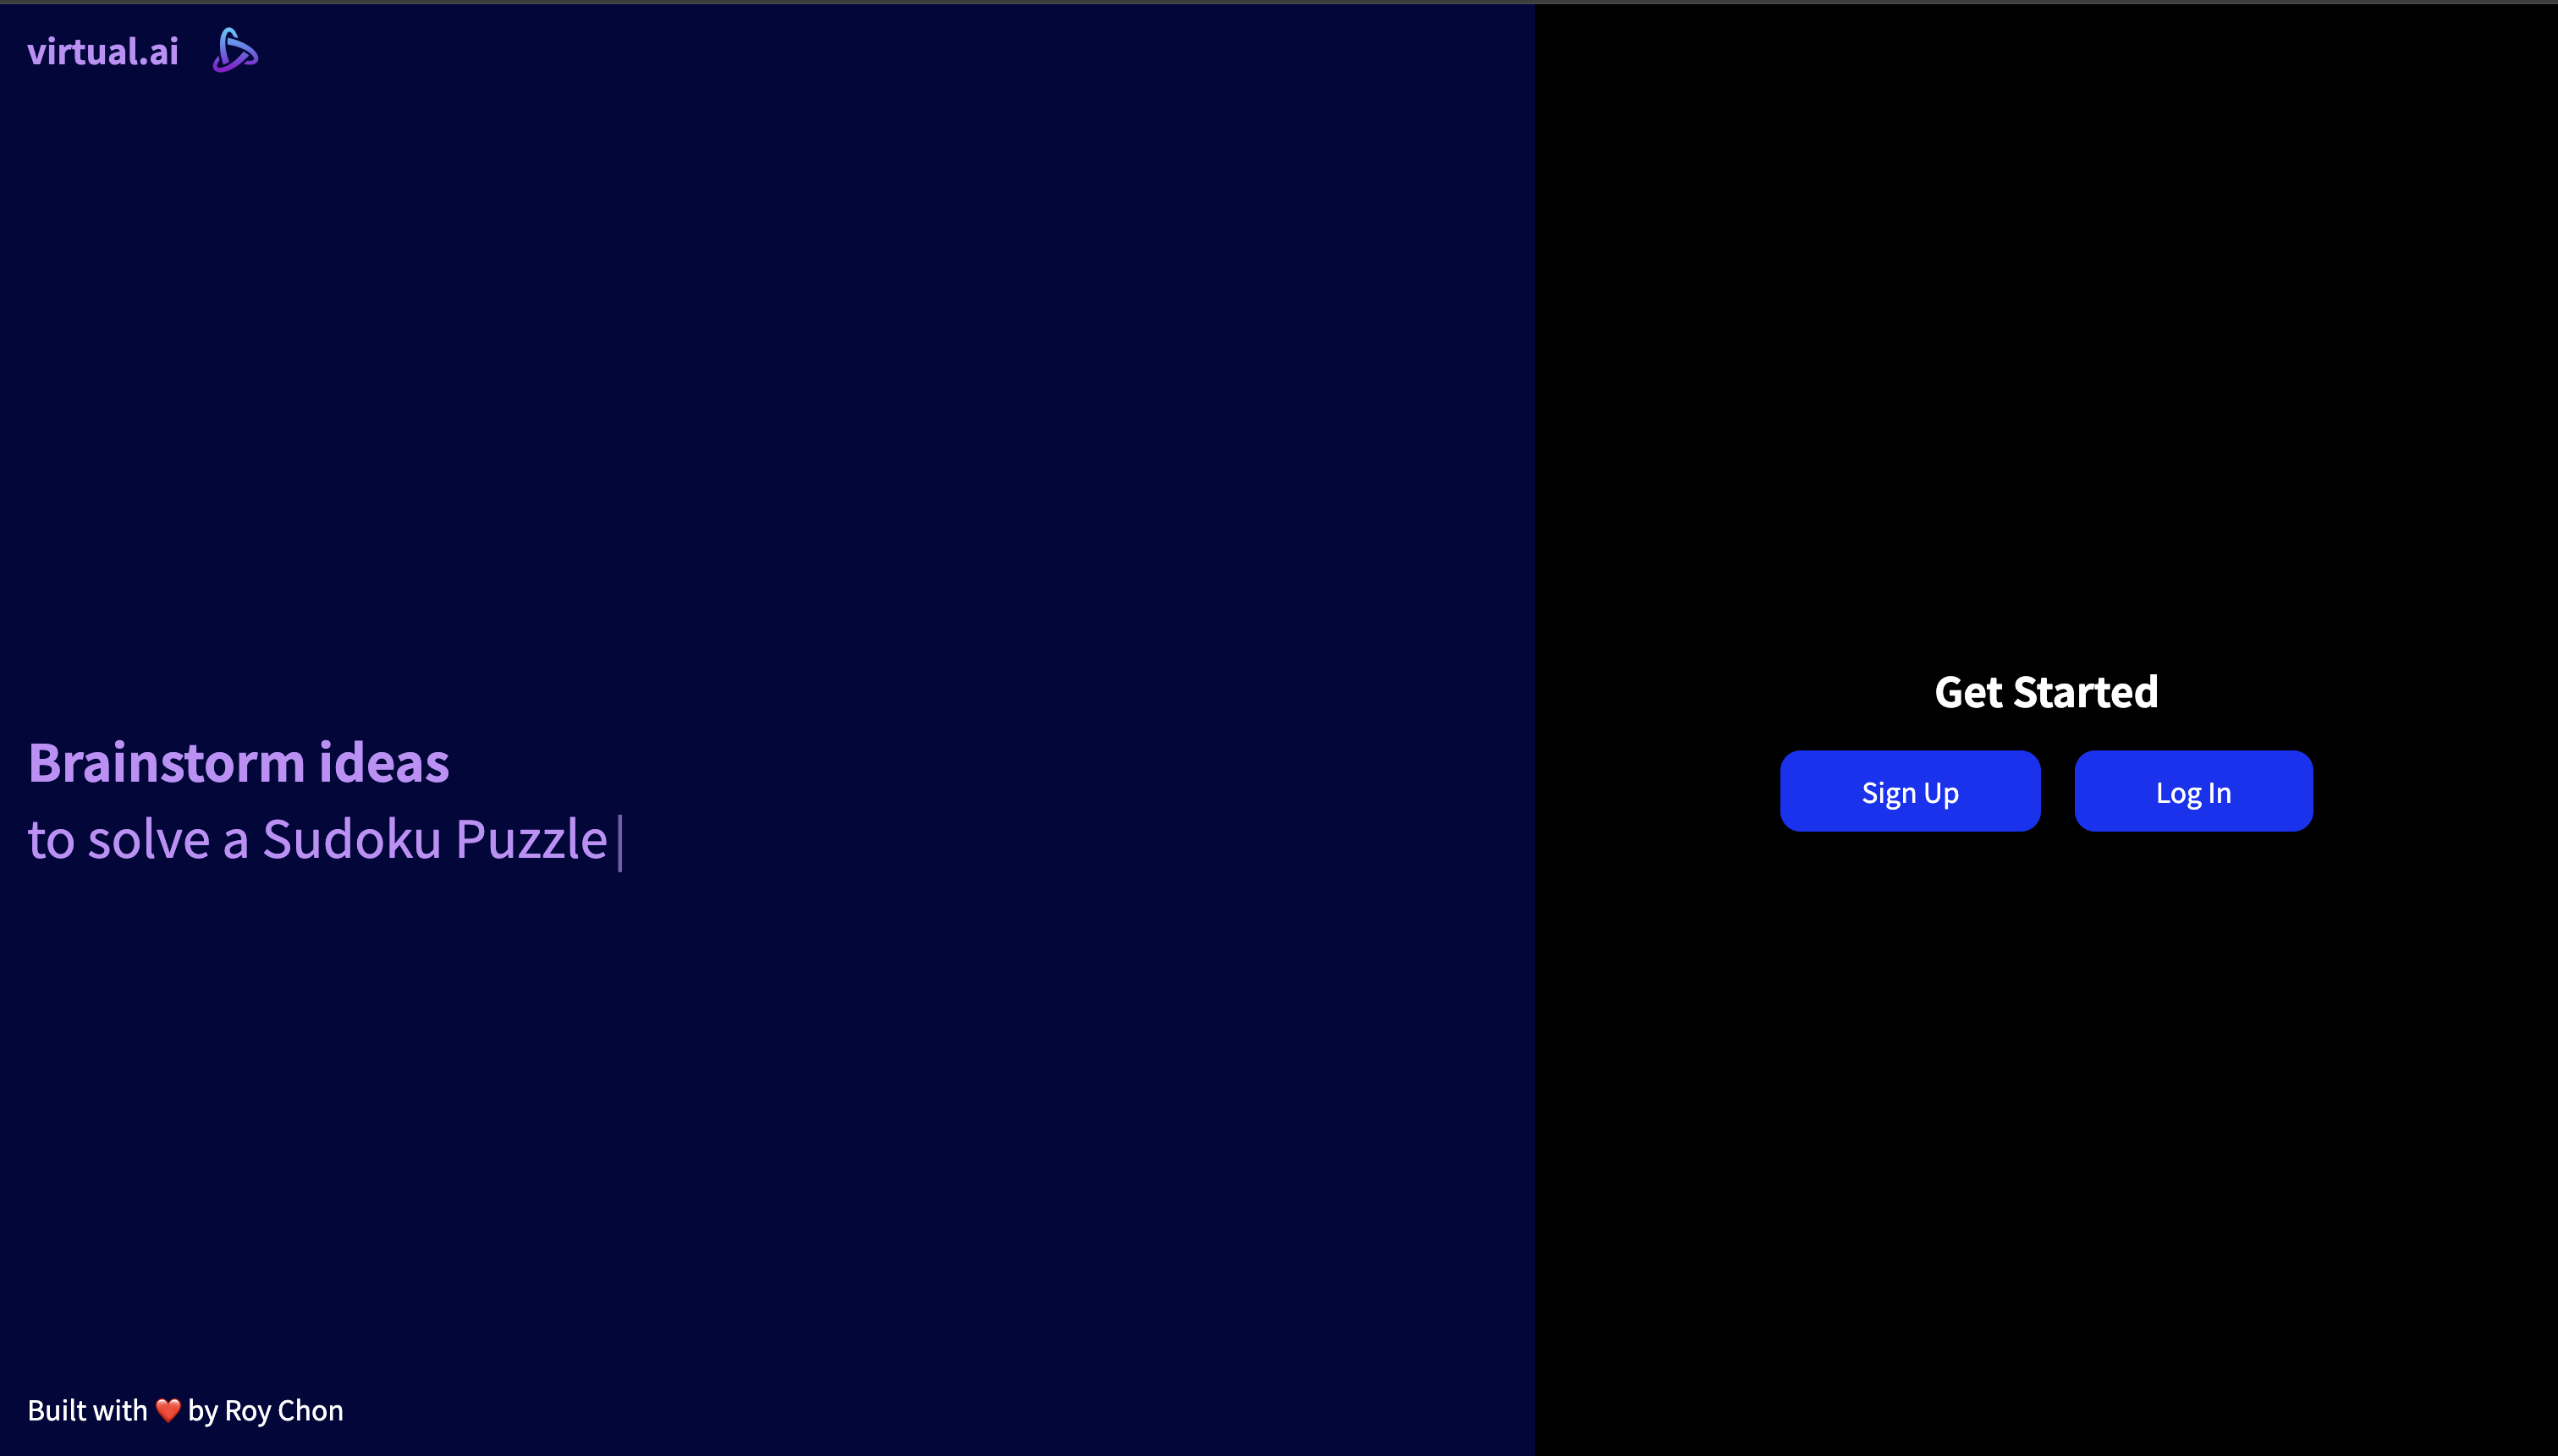 virtual.ai
Brainstorm ideas
to solve a Sudoku Puzzle
Built with ❤️ by Roy Chon
Get Started
Sign Up
Log In